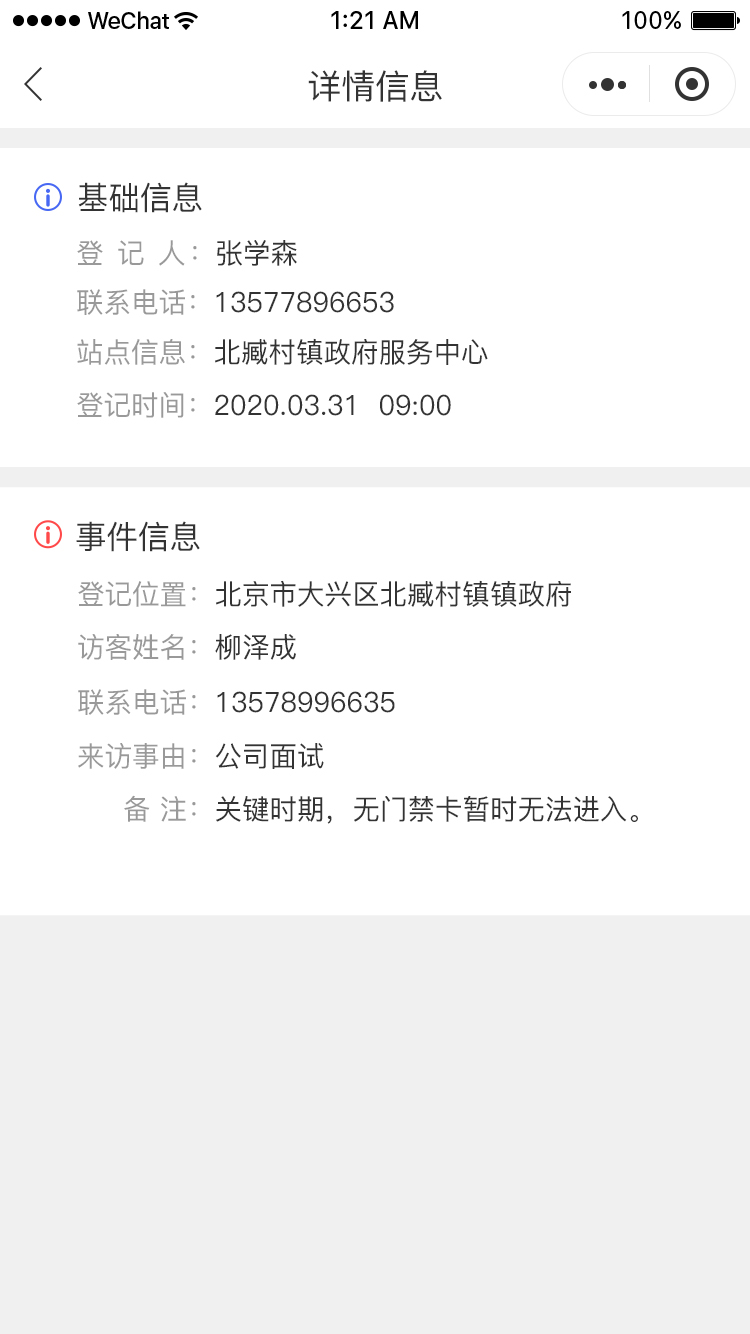 WeChat 1:21 AM 100%
详情信息
基础信息
登 记 人：张学森
联系电话：13577896653
站点信息：北臧村镇政府服务中心
登记时间：2020.03.31 09:00
事件信息
登记位置：北京市大兴区北臧村镇镇政府
访客姓名：柳泽成
联系电话：13578996635
来访事由：公司面试
备 注：关键时期，无门禁卡暂时无法进入。